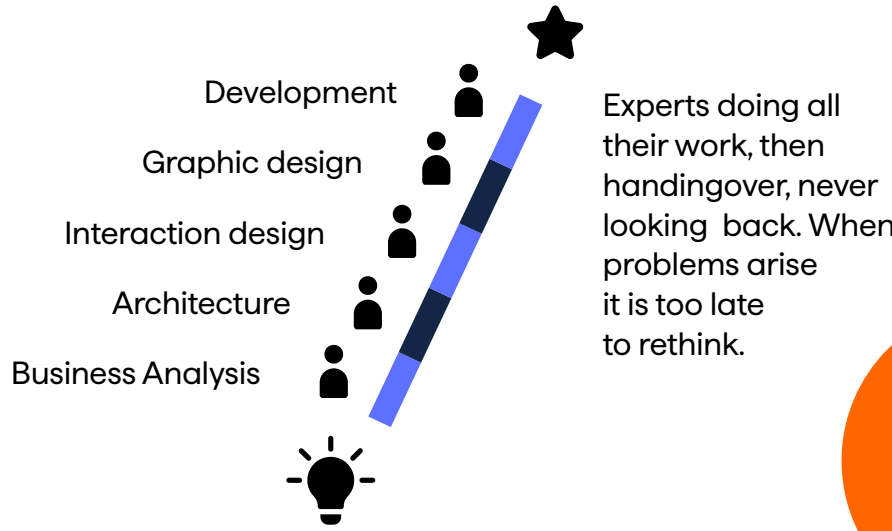 Development
Graphic design
Interaction design
Architecture
Business Analysis
Experts doing all
their work, then
handingover, never
looking  back. When
problems arise
it is too late
to rethink.